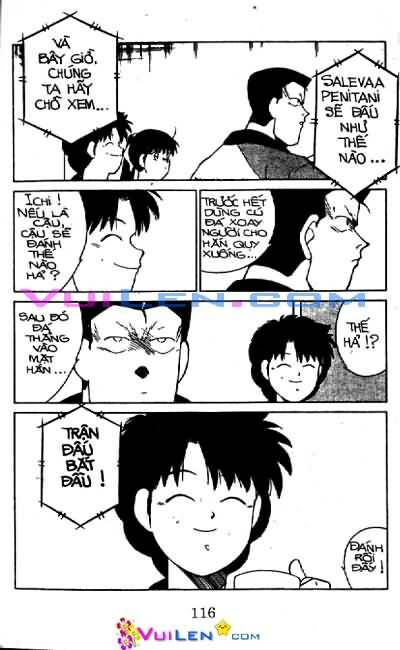 VÀ
BÂY GIỜ,
CHÚNG
TA HÃY
CHỜ XEM...
SALEVAA
PENITANI
SẼ ĐẤU
NHƯ
THẾ
NÀO...
ICHI !
NẾU LÀ
CẬU,
CẬU SẼ
ĐÁNH
THẾ
NÀO
HẢ?
TRƯỚC HẾT
DÙNG CÚ
ĐÁ XOAY
NGƯỜI CHO
HẮN QUỴ
XUỐNG...
VUILEN.COM
SAU ĐÓ
ĐÁ
THẲNG
VÀO
MẶT
HẮN...
THẾ
HẢ !?
TRẬN
ĐẤU
BẮT
ĐẦU !
ĐÁNH
RỒI
ĐẤY !
116
VUILEN.COM